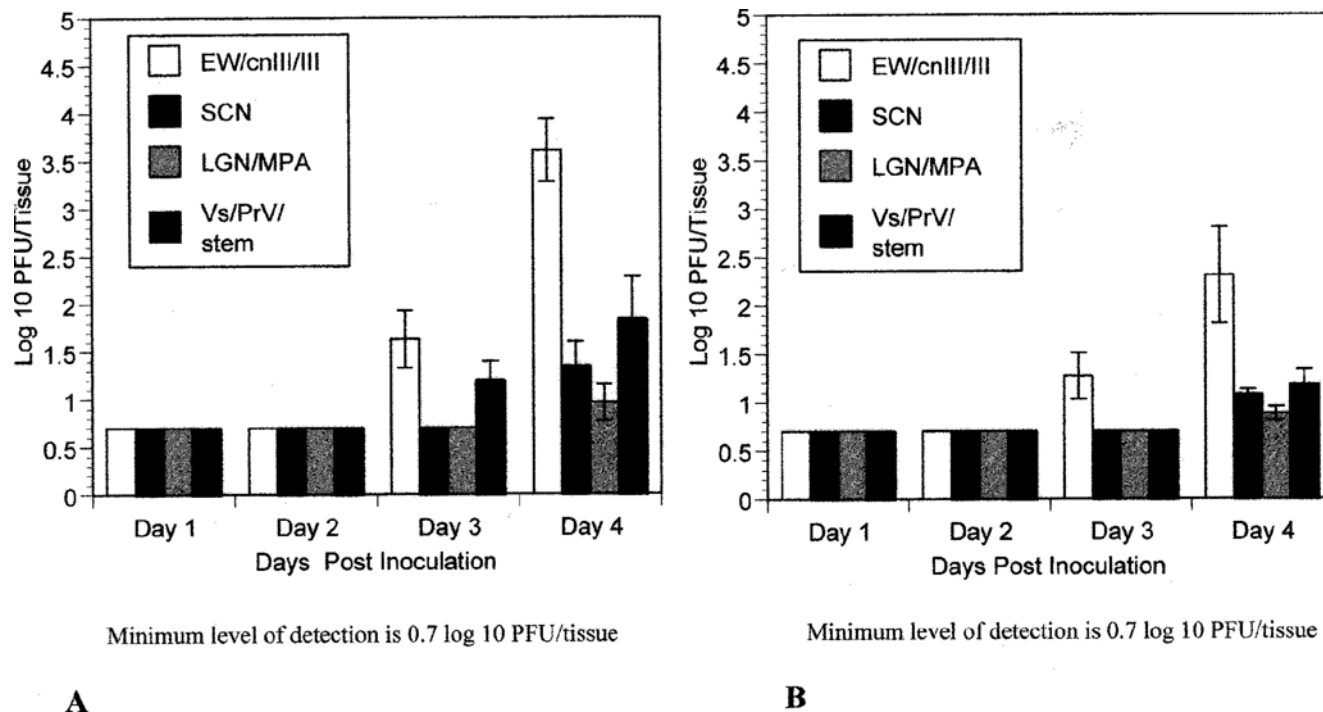 5
4.5
4
3.5
3
2.5
2
1.5
1
0.5
0
Log 10 PFU/Tissue
EW/cnIII/III
SCN
LGN/MPA
Vs/PrV/
stem
Day 1
Day 2
Day 3
Day 4
Days Post Inoculation
Minimum level of detection is 0.7 log 10 PFU/tissue
A
5
4.5
4
3.5
3
2.5
2
1.5
1
0.5
0
Log 10 PFU/Tissue
EW/cnIII/III
SCN
LGN/MPA
Vs/PrV/
stem
Day 1
Day 2
Day 3
Day 4
Days Post Inoculation
Minimum level of detection is 0.7 log 10 PFU/tissue
B